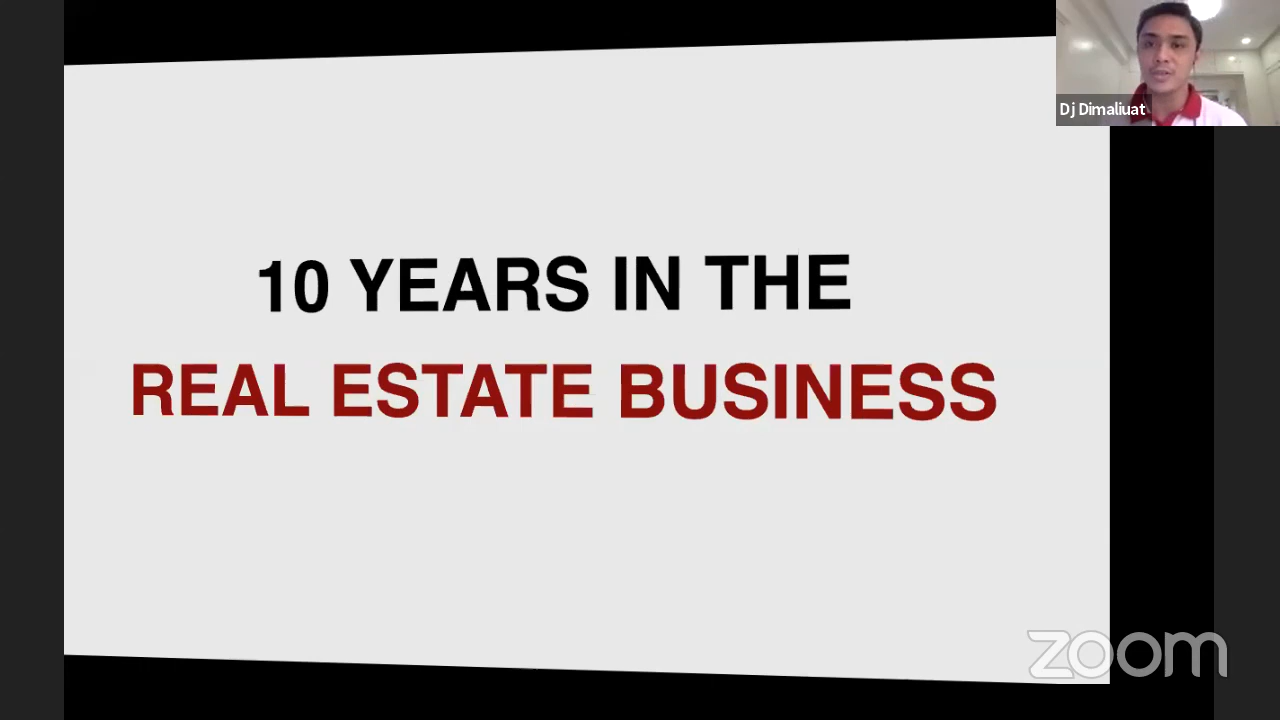 Dj Dimaliuat
10 YEARS IN THE
REAL ESTATE BUSINESS
zoom